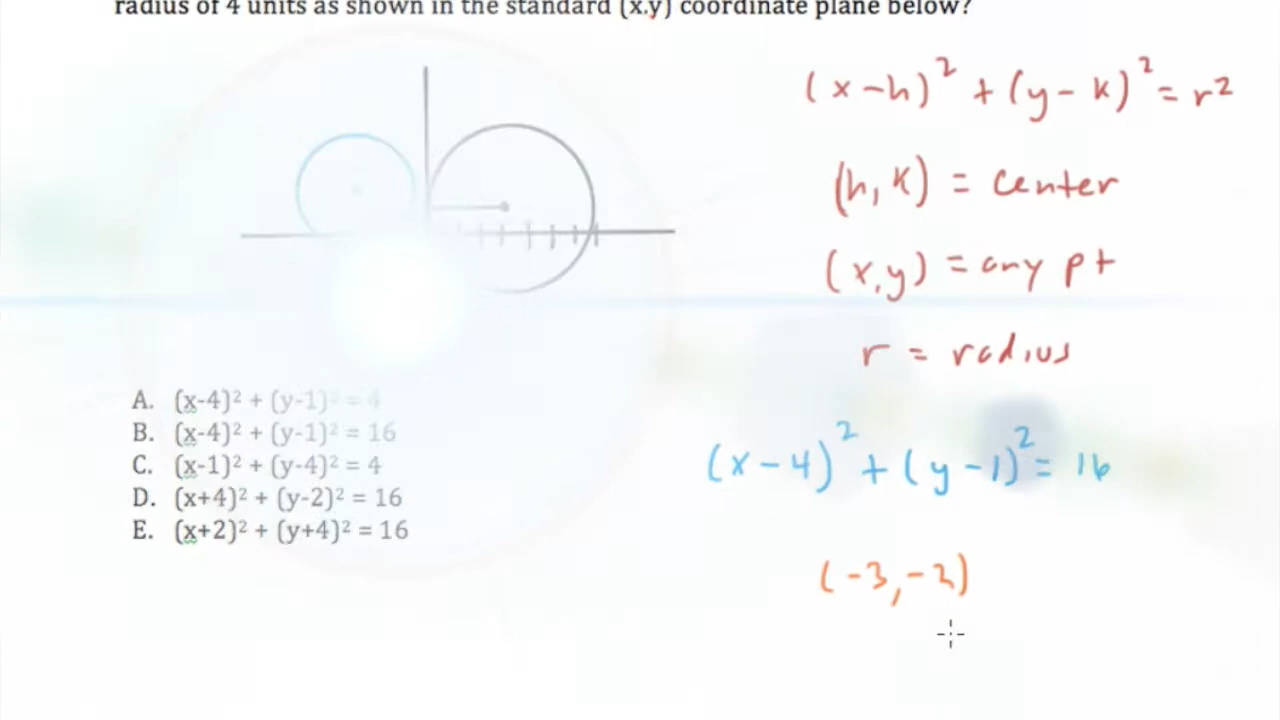 radius of 4 units as shown in the standard (x,y) coordinate plane below?
(x-h)² + (y-k)² = r²
(h,k) = center
(x,y) = any pt
r = radius
A. (x-4)² + (y-1)² = 4
B. (x-4)² + (y-1)² = 16
C. (x-1)² + (y-4)² = 4
D. (x+4)² + (y-2)² = 16
E. (x+2)² + (y+4)² = 16
(x-4)² + (y-1)² = 16
(-3,-2)